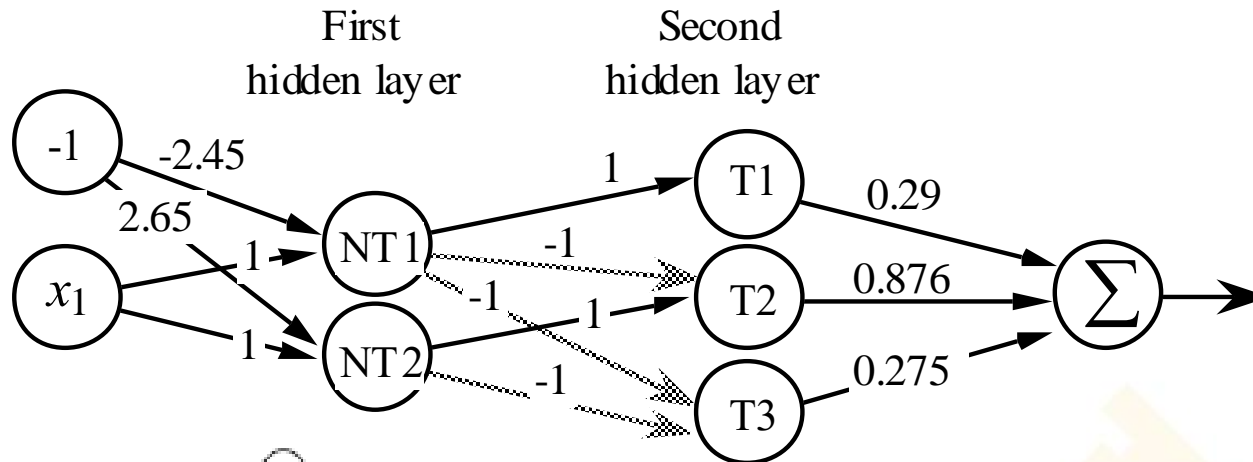 First
hidden layer
Second
hidden layer
-1
-2.45
2.65
x1
1
1
NT1
NT2
1
-1
-1
1
-1
T1
T2
T3
0.29
0.876
0.275
Σ